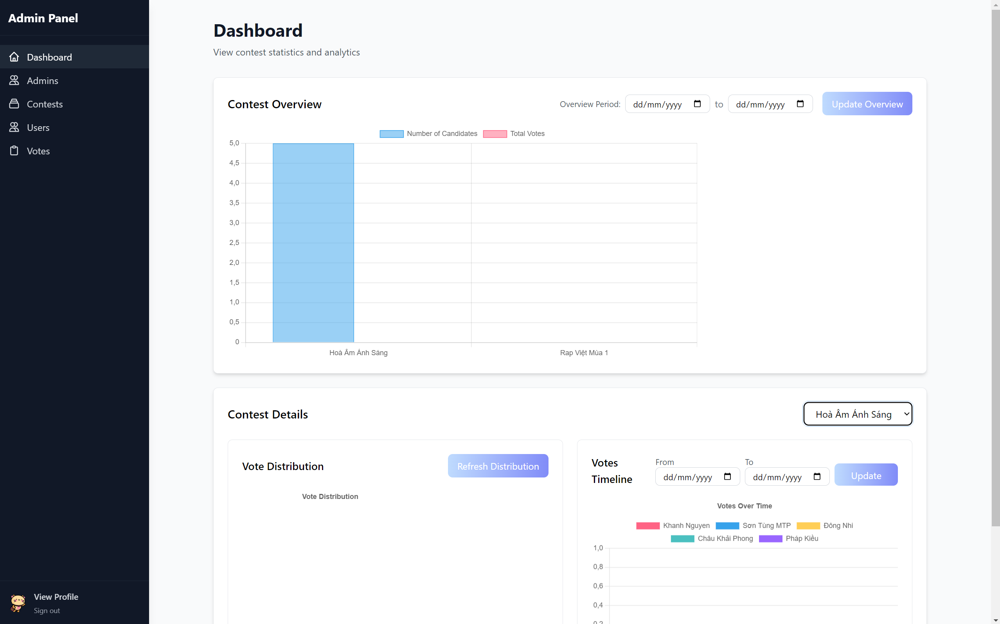 Admin Panel
Dashboard
Admins
Contests
Users
Votes
View Profile
Sign out
Dashboard
View contest statistics and analytics
Contest Overview
Overview Period: dd/mm/yyyy to dd/mm/yyyy Update Overview
Number of Candidates Total Votes
5,0
4,5
4,0
3,5
3,0
2,5
2,0
1,5
1,0
0,5
0
Hoà Âm Ánh Sáng Rap Việt Mùa 1
Contest Details
Hoà Âm Ánh Sáng
Vote Distribution
Refresh Distribution
Vote Distribution
Votes
Timeline
From To
dd/mm/yyyy dd/mm/yyyy Update
Votes Over Time
Khanh Nguyen Sơn Tùng MTP Đông Nhi
Châu Khải Phong Pháp Kiều
1,0
0,8
0,6
0,4
0,2